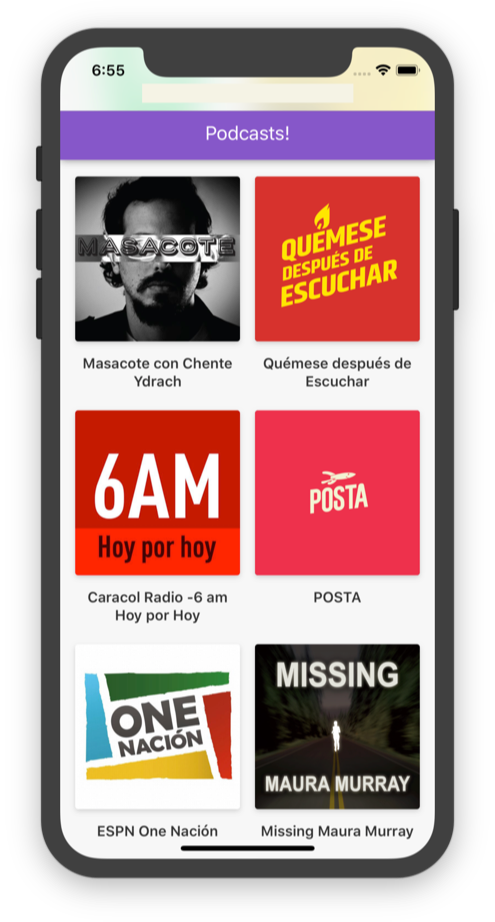 6:55
Podcasts!
MASACOTE
QUÉMESE
DESPUÉS DE
ESCUCHAR
Masacote con Chente
Ydrach
Quémese después de
Escuchar
6AM
Hoy por hoy
POSTA
Caracol Radio -6 am
Hoy por Hoy
POSTA
ONE
NACIÓN
MISSING
MAURA MURRAY
ESPN One Nación
Missing Maura Murray